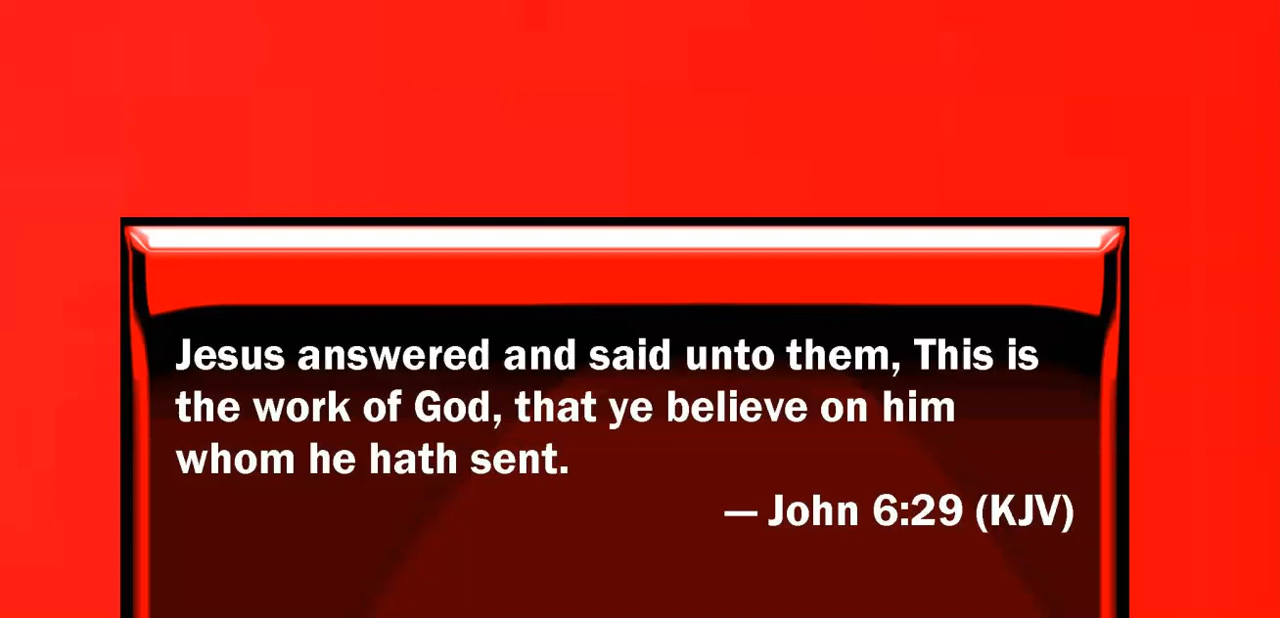 Jesus answered and said unto them, This is
the work of God, that ye believe on him
whom he hath sent.
— John 6:29 (KJV)